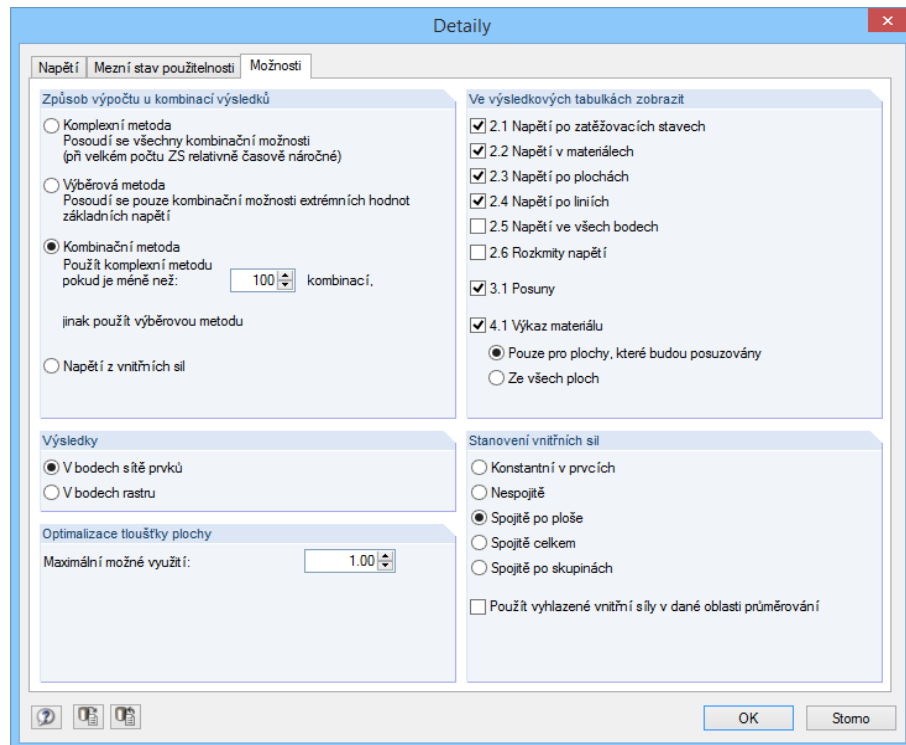 Detaily
Napětí
Mezní stav použitelnosti
Možnosti
Způsob výpočtu u kombinací výsledků
Komplexní metoda
Posoudí se všechny kombinační možnosti
(při velkém počtu ZS relativně časově náročné)
Výběrová metoda
Posoudí se pouze kombinační možnosti extrémních hodnot
základních napětí
Kombinační metoda
Použít komplexní metodu
pokud je méně než: 100 kombinací,
jinak použít výběrovou metodu
Napětí z vnitřních sil
Výsledky
V bodech sítě prvků
V bodech rastru
Optimalizace tloušťky plochy
Maximální možné využití: 1.00
Ve výsledkových tabulkách zobrazit
2.1 Napětí po zatěžovacích stavech
2.2 Napětí v materiálech
2.3 Napětí po plochách
2.4 Napětí po liniích
2.5 Napětí ve všech bodech
2.6 Rozkmity napětí
3.1 Posuny
4.1 Výkaz materiálu
Pouze pro plochy, které budou posuzovány
Ze všech ploch
Stanovení vnitřních sil
Konstantní v prvcích
Nespojitě
Spojitě po ploše
Spojitě celkem
Spojitě po skupinách
Použít vyhlazené vnitřní síly v dané oblasti průměrování
OK
Storno